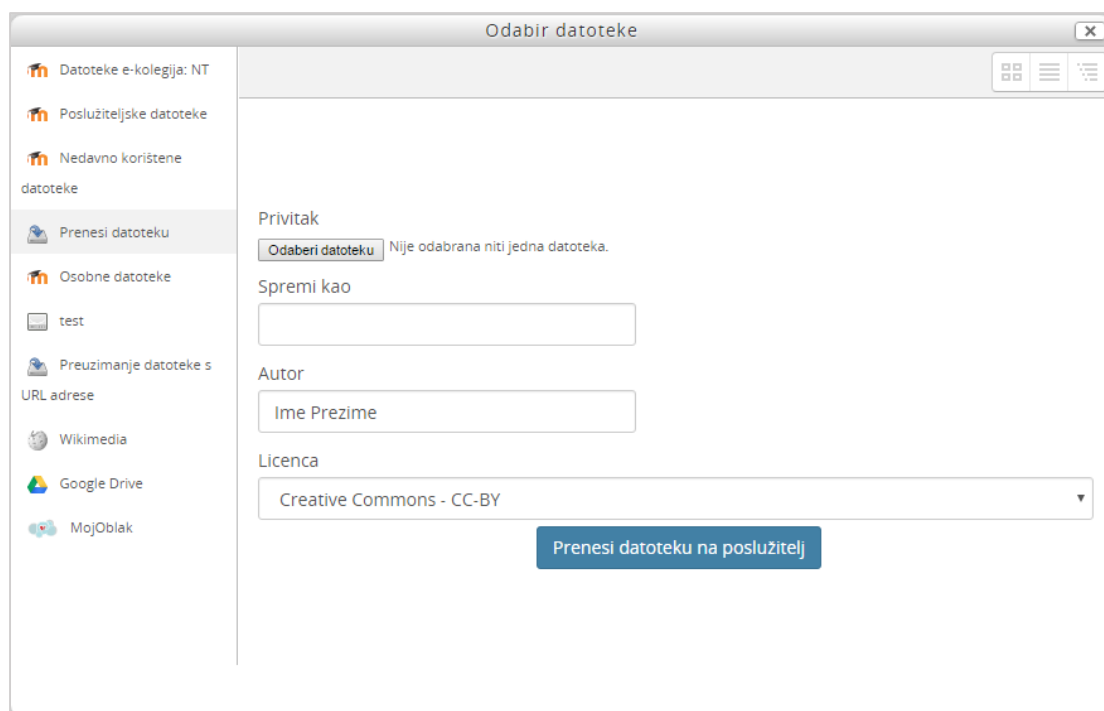 Odabir datoteke
Datoteke e-kolegija: NT
Poslužiteljske datoteke
Nedavno korištene
datoteke
Prenesi datoteku
Osobne datoteke
test
Preuzimanje datoteke s
URL adrese
Wikimedia
Google Drive
MojOblak
Privitak
Odaberi datoteku Nije odabrana niti jedna datoteka.
Spremi kao
Autor
Ime Prezime
Licenca
Creative Commons - CC-BY
Prenesi datoteku na poslužitelj